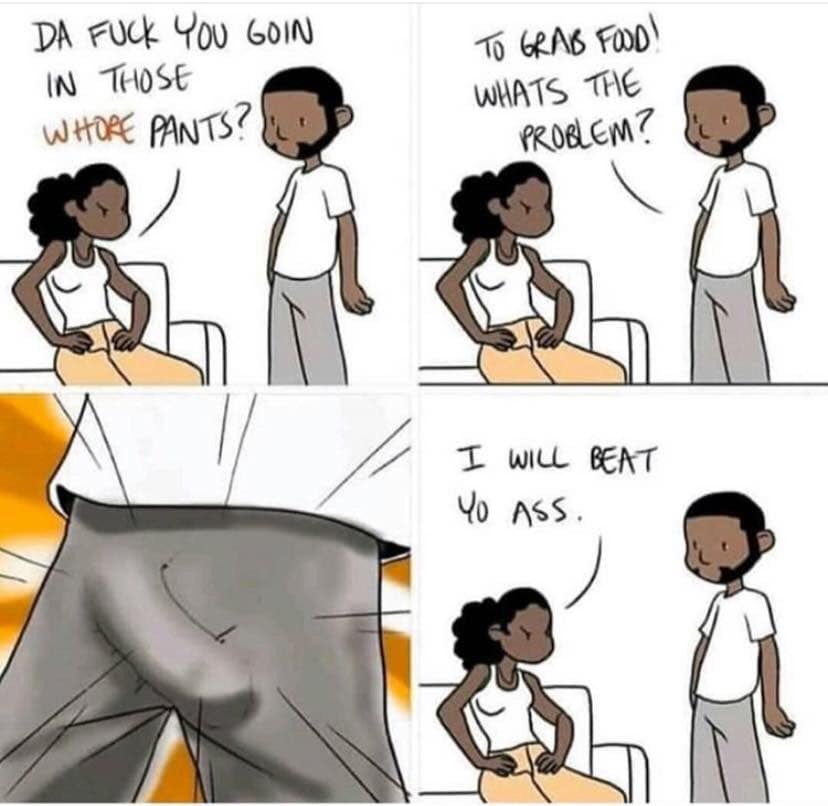 DA FUCK YOU GOIN
IN THOSE
WHORE PANTS?
TO GRAB FOOD!
WHATS THE
PROBLEM?
I WILL BEAT
YO ASS.